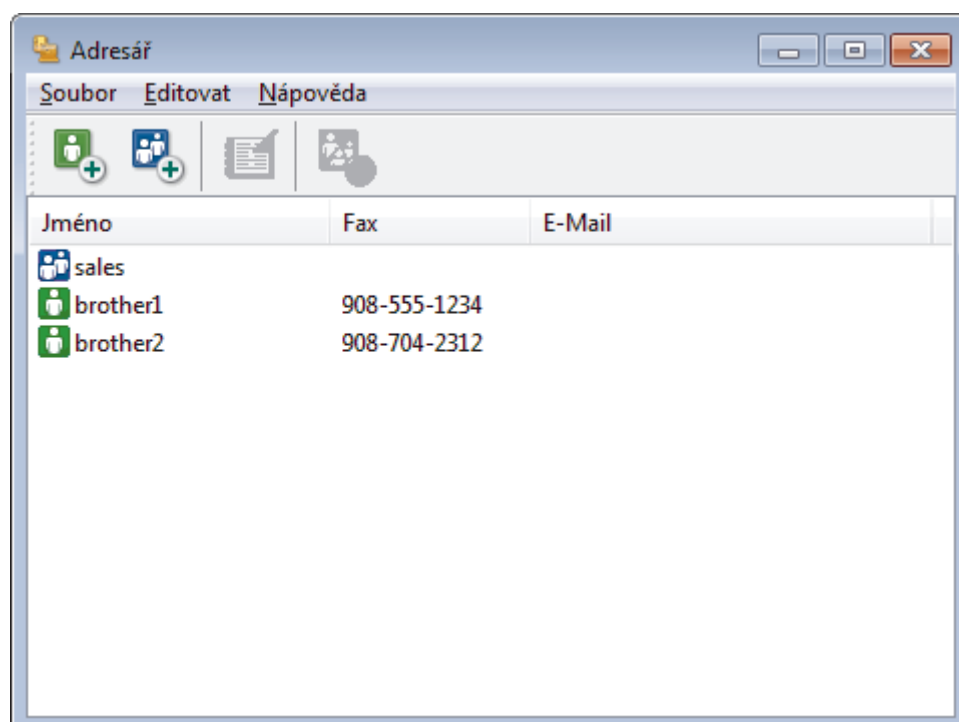 Adresář
Soubor Editovat Nápověda
Jméno Fax E-Mail
sales
brother1 908-555-1234
brother2 908-704-2312